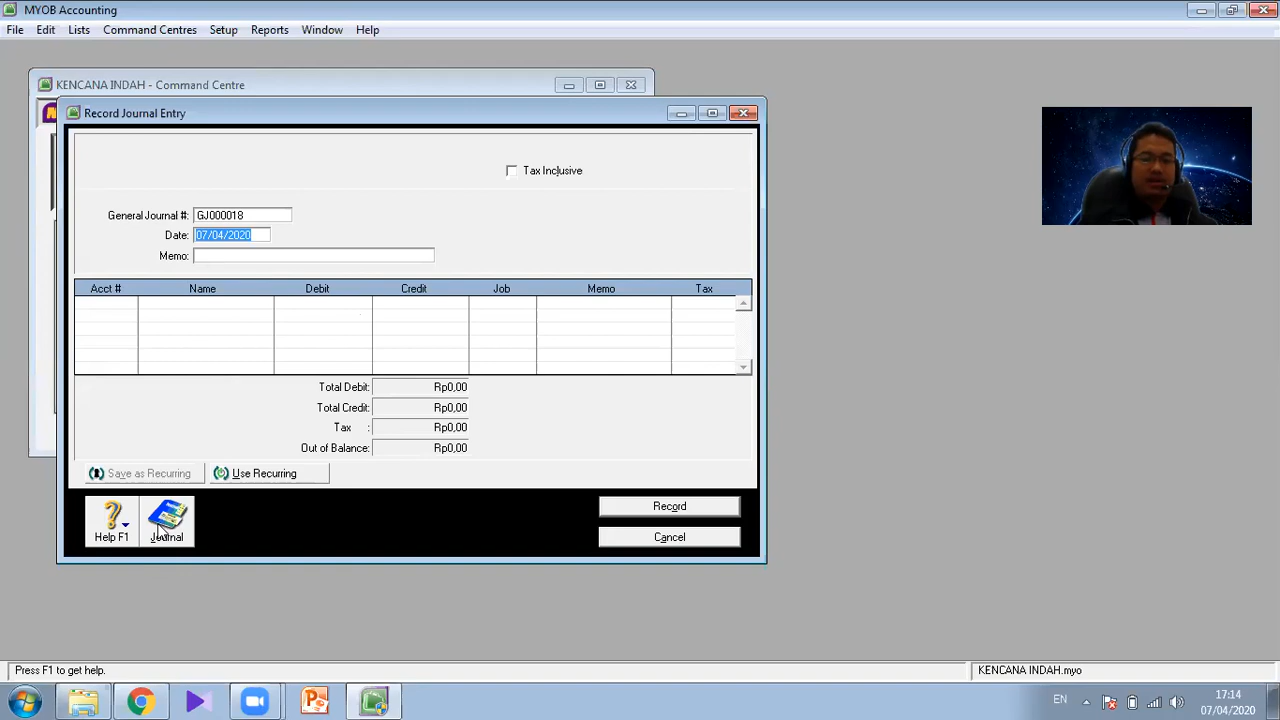 MYOB Accounting
File Edit Lists Command Centres Setup Reports Window Help
KENCANA INDAH - Command Centre
Record Journal Entry
Tax Inclusive
General Journal #: GJ000018
Date: 07/04/2020
Memo:
Acct # Name Debit Credit Job Memo Tax
Total Debit: Rp0,00
Total Credit: Rp0,00
Tax : Rp0,00
Out of Balance: Rp0,00
Save as Recurring Use Recurring
Record
Help F1 Journal Cancel
Press F1 to get help. KENCANA INDAH.myo
EN 17:14
07/04/2020